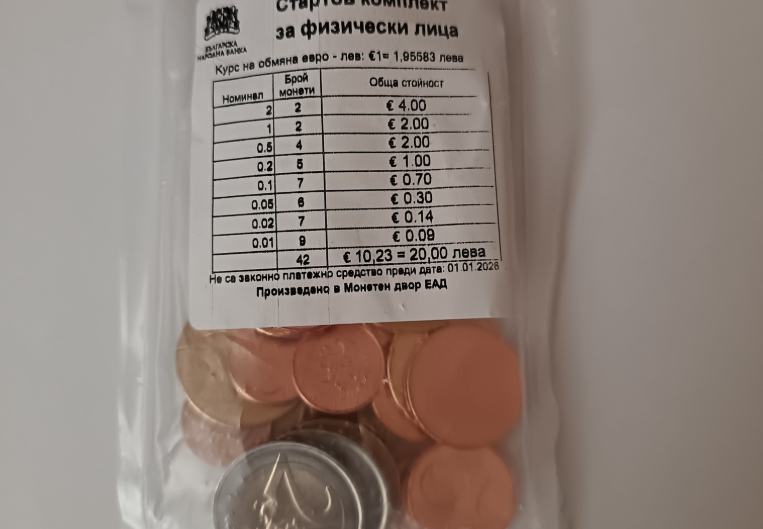 Стартов комплект
за физически лица
БЪЛГАРСКА
НАРОДНА БАНКА
Курс на обмяна евро - лев: €1= 1,95583 лева
Номинал Брой монети Обща стойност
2 2 € 4.00
1 2 € 2.00
0.5 4 € 2.00
0.2 5 € 1.00
0.1 7 € 0.70
0.05 6 € 0.30
0.02 7 € 0.14
0.01 9 € 0.09
42 € 10,23 = 20,00 лева
Не са законно платежно средство преди дата: 01.01.2026
Произведено в Монетен двор ЕАД